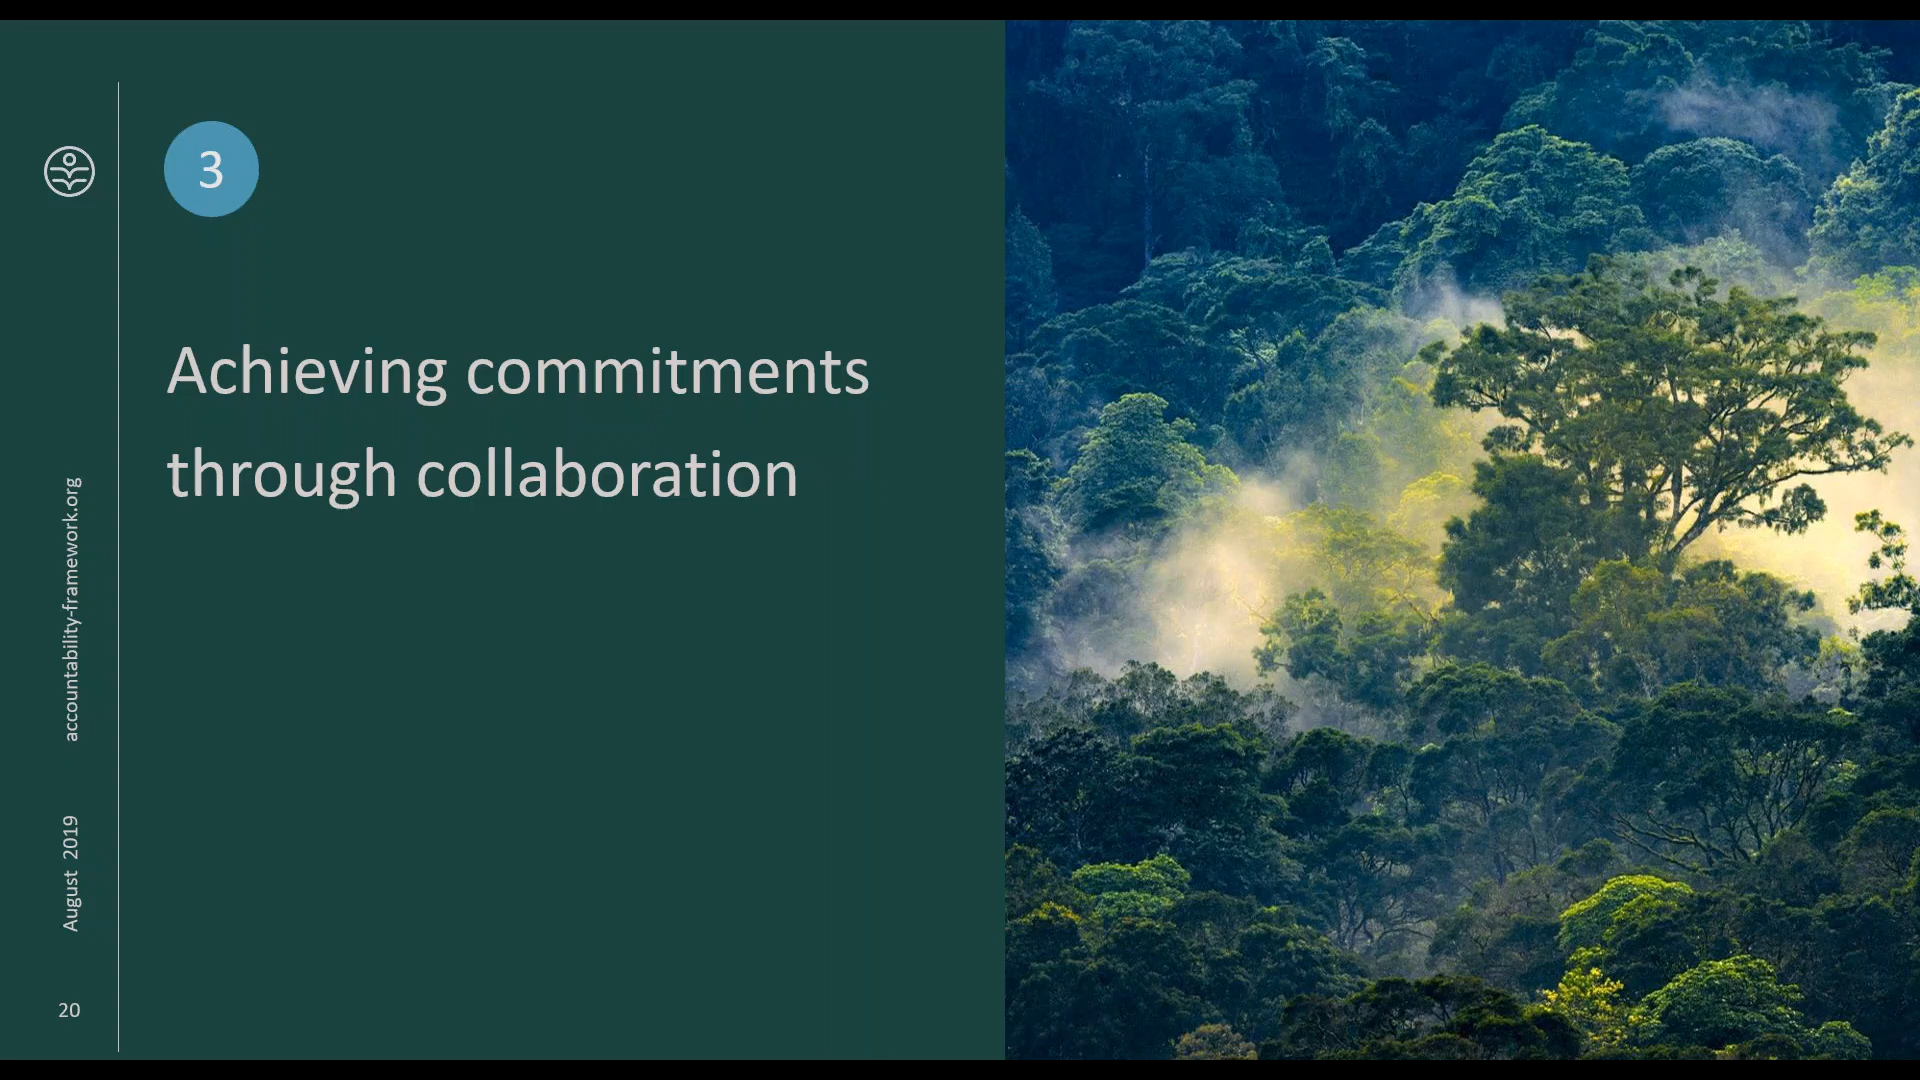 3
Achieving commitments
through collaboration
accountability-framework.org
August 2019
20